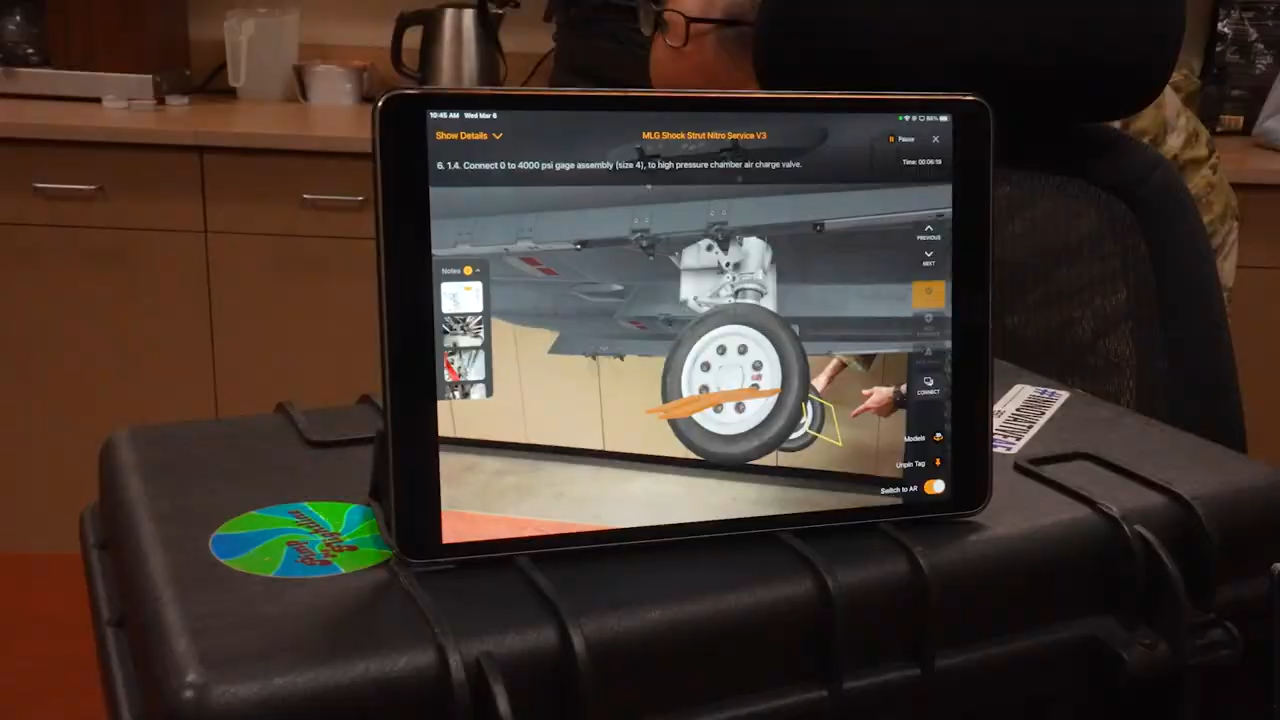 10:45 AM Wed Mar 6
86%
Show Details
MLG Shock Strut Nitro Service V3
Pause
6. 1.4. Connect 0 to 4000 psi gage assembly (size 4), to high pressure chamber air charge valve.
Time: 00:06:19
PREVIOUS
NEXT
Notes
CONNECT
Models
Unpin Tag
Switch to AR